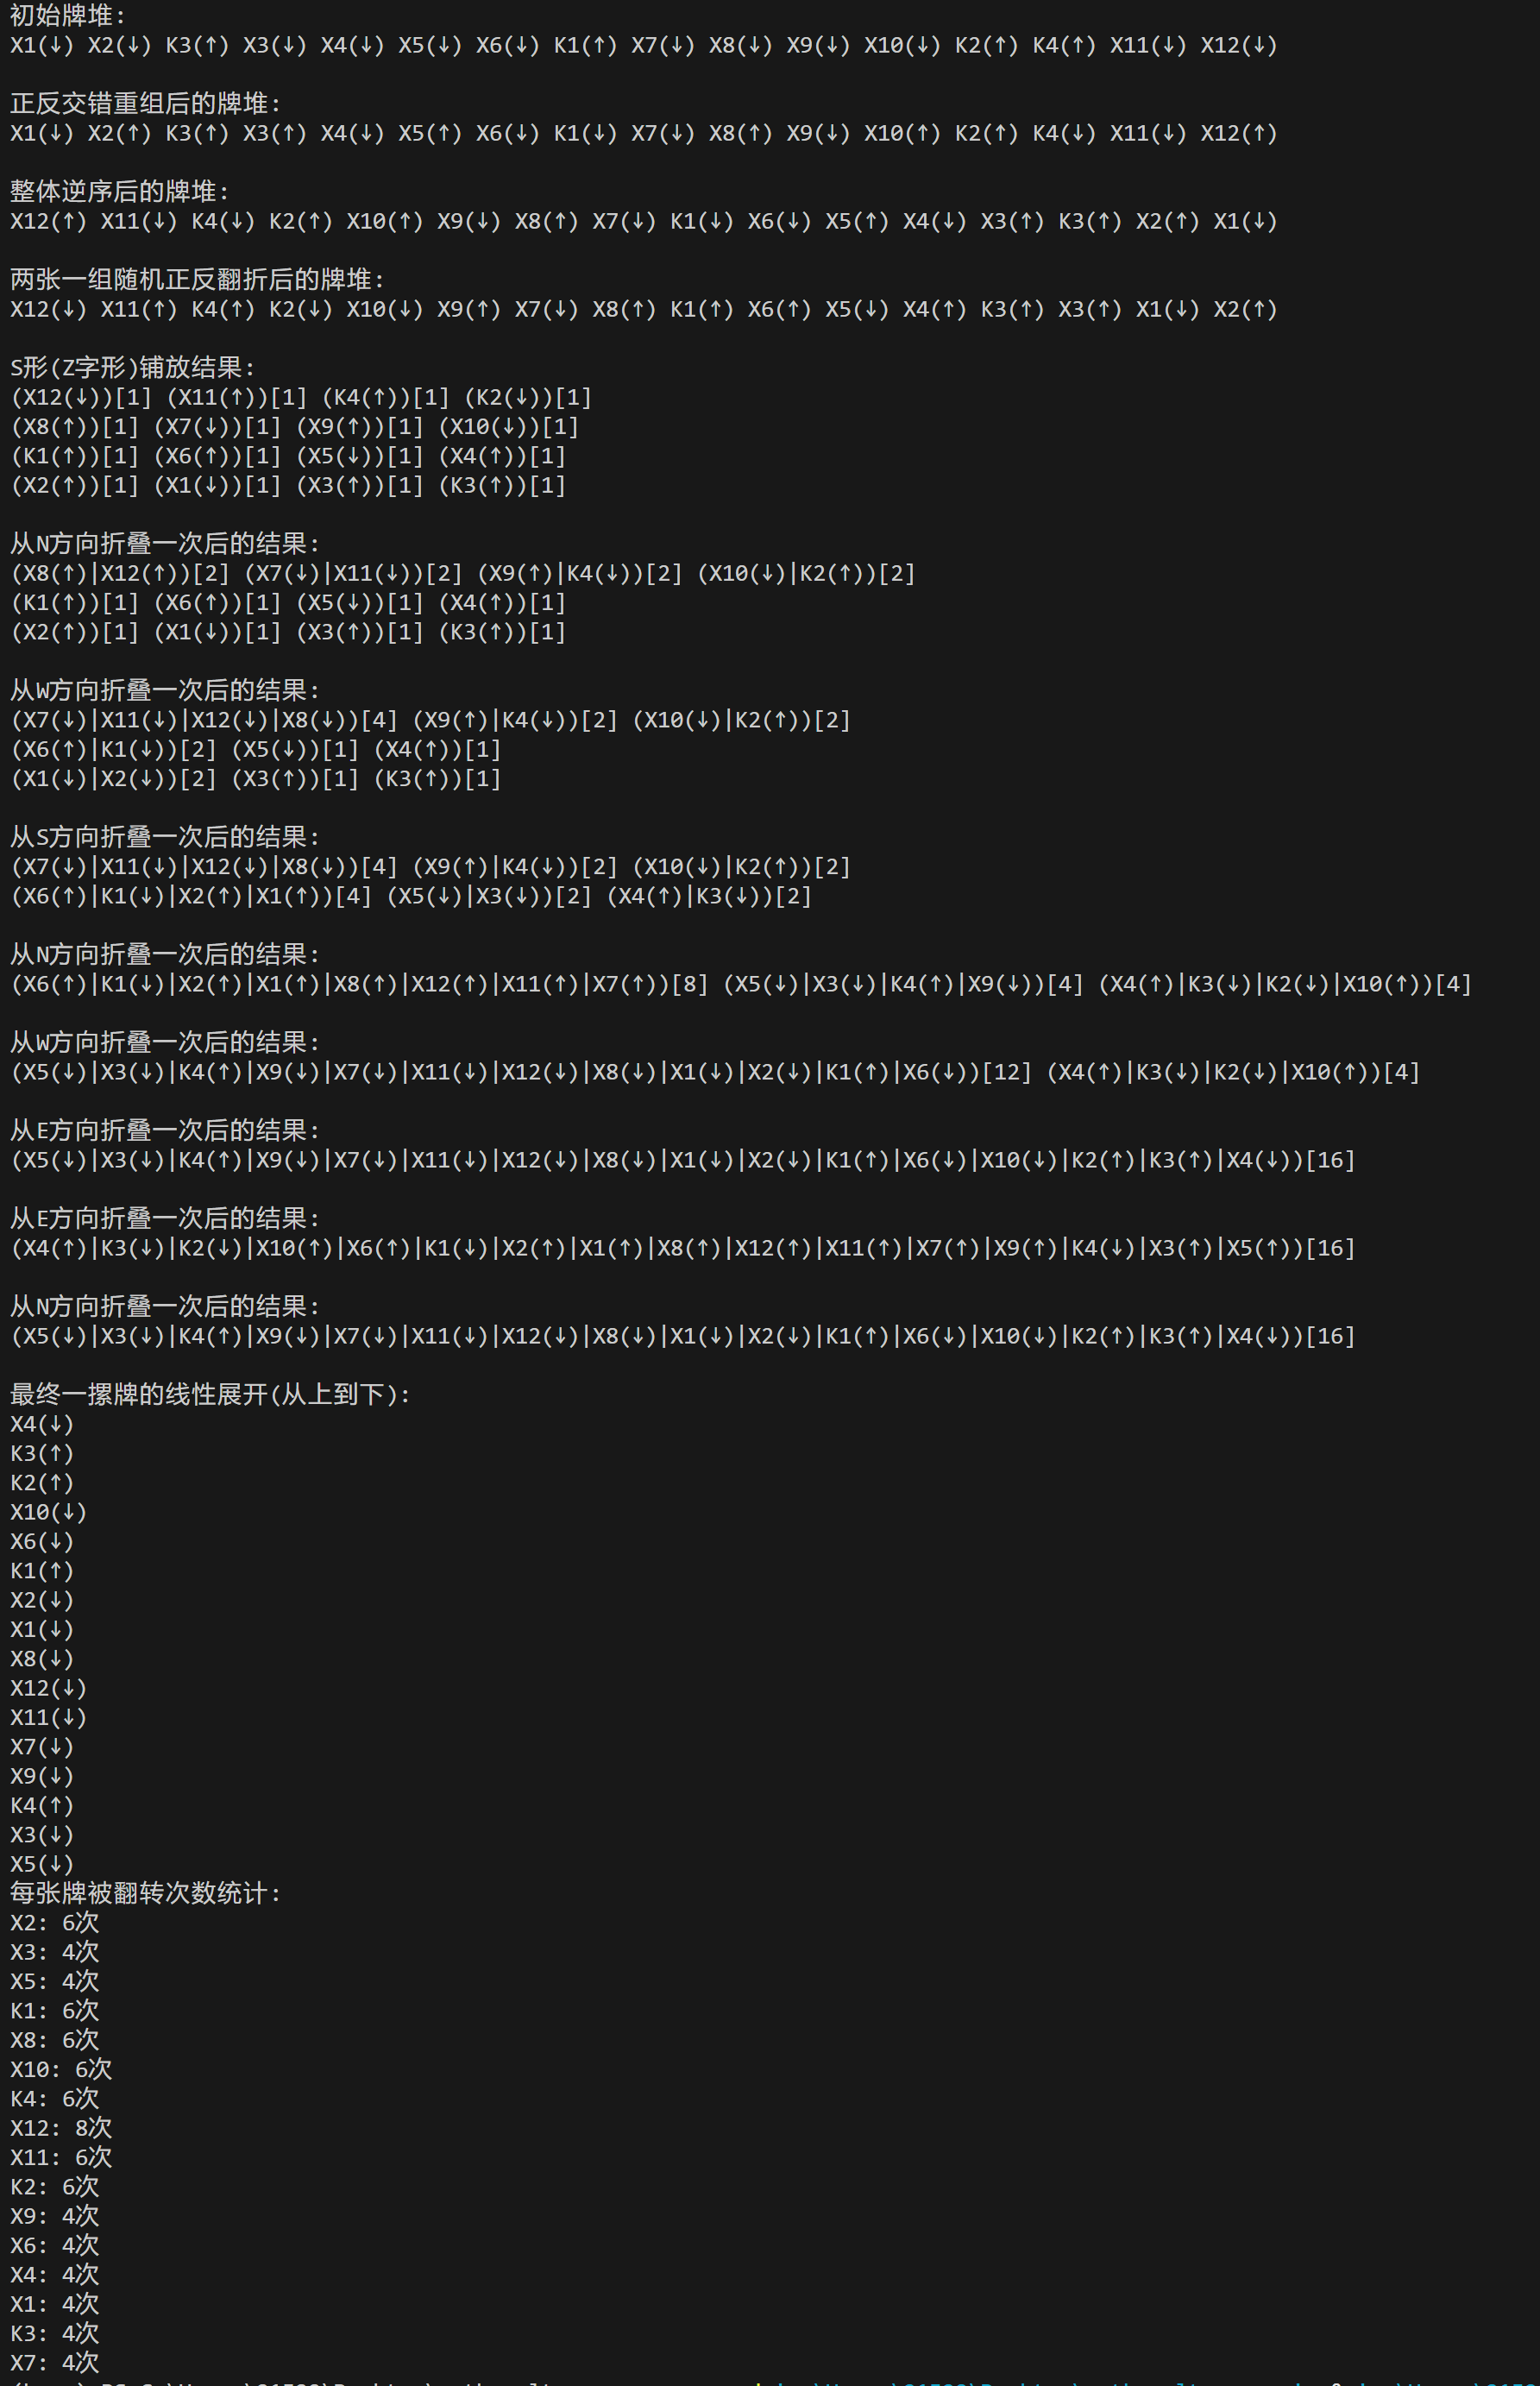 初始牌堆:
X1(↓) X2(↓) K3(↑) X3(↓) X4(↓) X5(↓) X6(↓) K1(↑) X7(↓) X8(↓) X9(↓) X10(↓) K2(↑) K4(↑) X11(↓) X12(↓)
正反交错重组后的牌堆:
X1(↓) X2(↑) K3(↑) X3(↑) X4(↓) X5(↑) X6(↓) K1(↓) X7(↓) X8(↑) X9(↓) X10(↑) K2(↑) K4(↓) X11(↓) X12(↑)
整体逆序后的牌堆:
X12(↑) X11(↓) K4(↓) K2(↑) X10(↑) X9(↓) X8(↑) X7(↓) K1(↓) X6(↓) X5(↑) X4(↓) X3(↑) K3(↑) X2(↑) X1(↓)
两张一组随机正反翻折后的牌堆:
X12(↓) X11(↑) K4(↑) K2(↓) X10(↓) X9(↑) X7(↓) X8(↑) K1(↑) X6(↑) X5(↓) X4(↑) K3(↑) X3(↑) X1(↓) X2(↑)
S形(Z字形)铺放结果:
(X12(↓))[1] (X11(↑))[1] (K4(↑))[1] (K2(↓))[1]
(X8(↑))[1] (X7(↓))[1] (X9(↑))[1] (X10(↓))[1]
(K1(↑))[1] (X6(↑))[1] (X5(↓))[1] (X4(↑))[1]
(X2(↑))[1] (X1(↓))[1] (X3(↑))[1] (K3(↑))[1]
从N方向折叠一次后的结果:
(X8(↑)|X12(↑))[2] (X7(↓)|X11(↓))[2] (X9(↑)|K4(↓))[2] (X10(↓)|K2(↑))[2]
(K1(↑))[1] (X6(↑))[1] (X5(↓))[1] (X4(↑))[1]
(X2(↑))[1] (X1(↓))[1] (X3(↑))[1] (K3(↑))[1]
从W方向折叠一次后的结果:
(X7(↓)|X11(↓)|X12(↓)|X8(↓))[4] (X9(↑)|K4(↓))[2] (X10(↓)|K2(↑))[2]
(X6(↑)|K1(↓))[2] (X5(↓))[1] (X4(↑))[1]
(X1(↓)|X2(↓))[2] (X3(↑))[1] (K3(↑))[1]
从S方向折叠一次后的结果:
(X7(↓)|X11(↓)|X12(↓)|X8(↓))[4] (X9(↑)|K4(↓))[2] (X10(↓)|K2(↑))[2]
(X6(↑)|K1(↓)|X2(↑)|X1(↑))[4] (X5(↓)|X3(↓))[2] (X4(↑)|K3(↓))[2]
从N方向折叠一次后的结果:
(X6(↑)|K1(↓)|X2(↑)|X1(↑)|X8(↑)|X12(↑)|X11(↑)|X7(↑))[8] (X5(↓)|X3(↓)|K4(↑)|X9(↓))[4] (X4(↑)|K3(↓)|K2(↓)|X10(↑))[4]
从W方向折叠一次后的结果:
(X5(↓)|X3(↓)|K4(↑)|X9(↓)|X7(↓)|X11(↓)|X12(↓)|X8(↓)|X1(↓)|X2(↓)|K1(↑)|X6(↓))[12] (X4(↑)|K3(↓)|K2(↓)|X10(↑))[4]
从E方向折叠一次后的结果:
(X5(↓)|X3(↓)|K4(↑)|X9(↓)|X7(↓)|X11(↓)|X12(↓)|X8(↓)|X1(↓)|X2(↓)|K1(↑)|X6(↓)|X10(↓)|K2(↑)|K3(↑)|X4(↓))[16]
从E方向折叠一次后的结果:
(X4(↑)|K3(↓)|K2(↓)|X10(↑)|X6(↑)|K1(↓)|X2(↑)|X1(↑)|X8(↑)|X12(↑)|X11(↑)|X7(↑)|X9(↑)|K4(↓)|X3(↑)|X5(↑))[16]
从N方向折叠一次后的结果:
(X5(↓)|X3(↓)|K4(↑)|X9(↓)|X7(↓)|X11(↓)|X12(↓)|X8(↓)|X1(↓)|X2(↓)|K1(↑)|X6(↓)|X10(↓)|K2(↑)|K3(↑)|X4(↓))[16]
最终一摞牌的线性展开(从上到下):
X4(↓)
K3(↑)
K2(↑)
X10(↓)
X6(↓)
K1(↑)
X2(↓)
X1(↓)
X8(↓)
X12(↓)
X11(↓)
X7(↓)
X9(↓)
K4(↑)
X3(↓)
X5(↓)
每张牌被翻转次数统计:
X2: 6次
X3: 4次
X5: 4次
K1: 6次
X8: 6次
X10: 6次
K4: 6次
X12: 8次
X11: 6次
K2: 6次
X9: 4次
X6: 4次
X4: 4次
X1: 4次
K3: 4次
X7: 4次